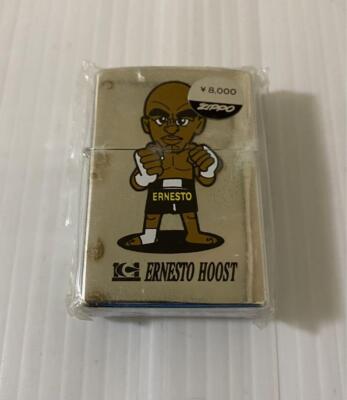 ¥8,000
ZIPPO
ERNESTO
ERNESTO HOOST